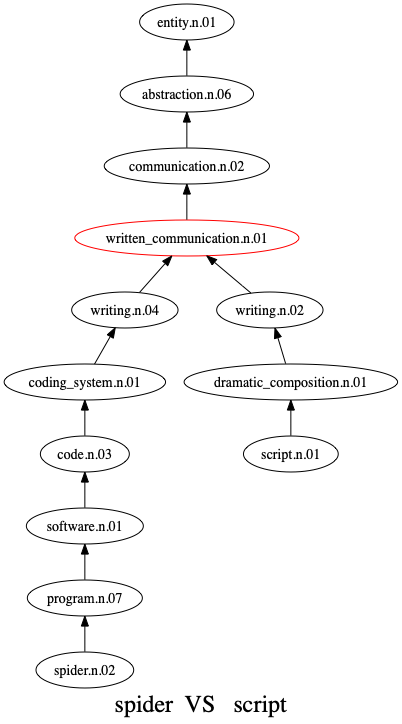 entity.n.01
abstraction.n.06
communication.n.02
written_communication.n.01
writing.n.04 writing.n.02
coding_system.n.01 dramatic_composition.n.01
code.n.03 script.n.01
software.n.01
program.n.07
spider.n.02
spider VS script